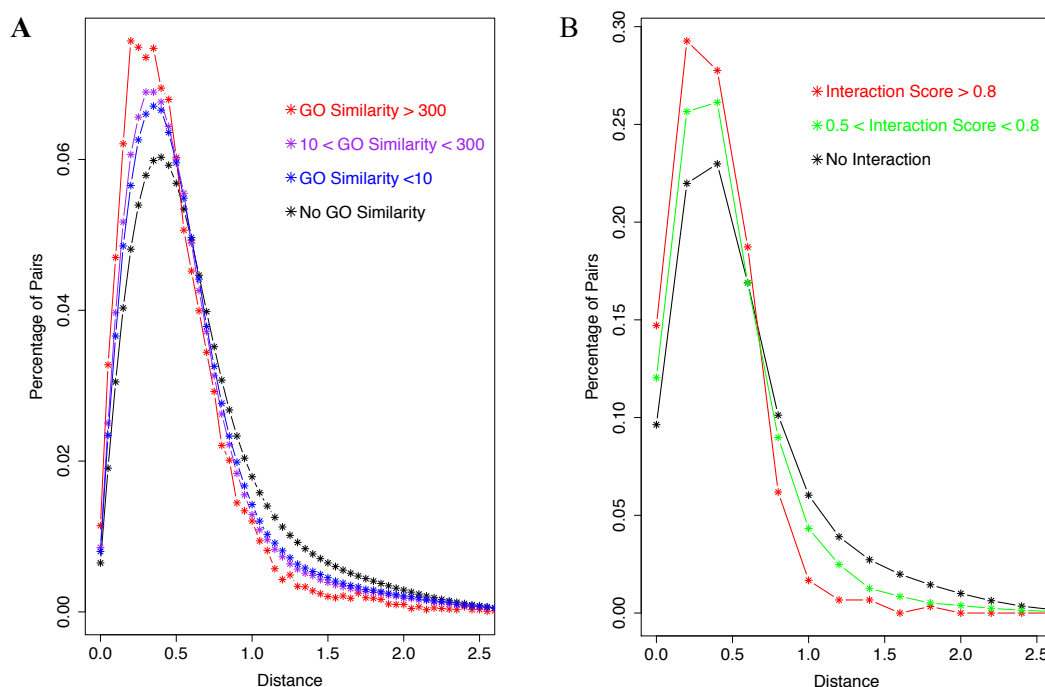 A
Percentage of Pairs
0.00 0.02 0.04 0.06
GO Similarity > 300
10 < GO Similarity < 300
GO Similarity <10
No GO Similarity
0.0 0.5 1.0 1.5 2.0 2.5
Distance
B
Percentage of Pairs
0.00 0.05 0.10 0.15 0.20 0.25 0.30
Interaction Score > 0.8
0.5 < Interaction Score < 0.8
No Interaction
0.0 0.5 1.0 1.5 2.0 2.5
Distance